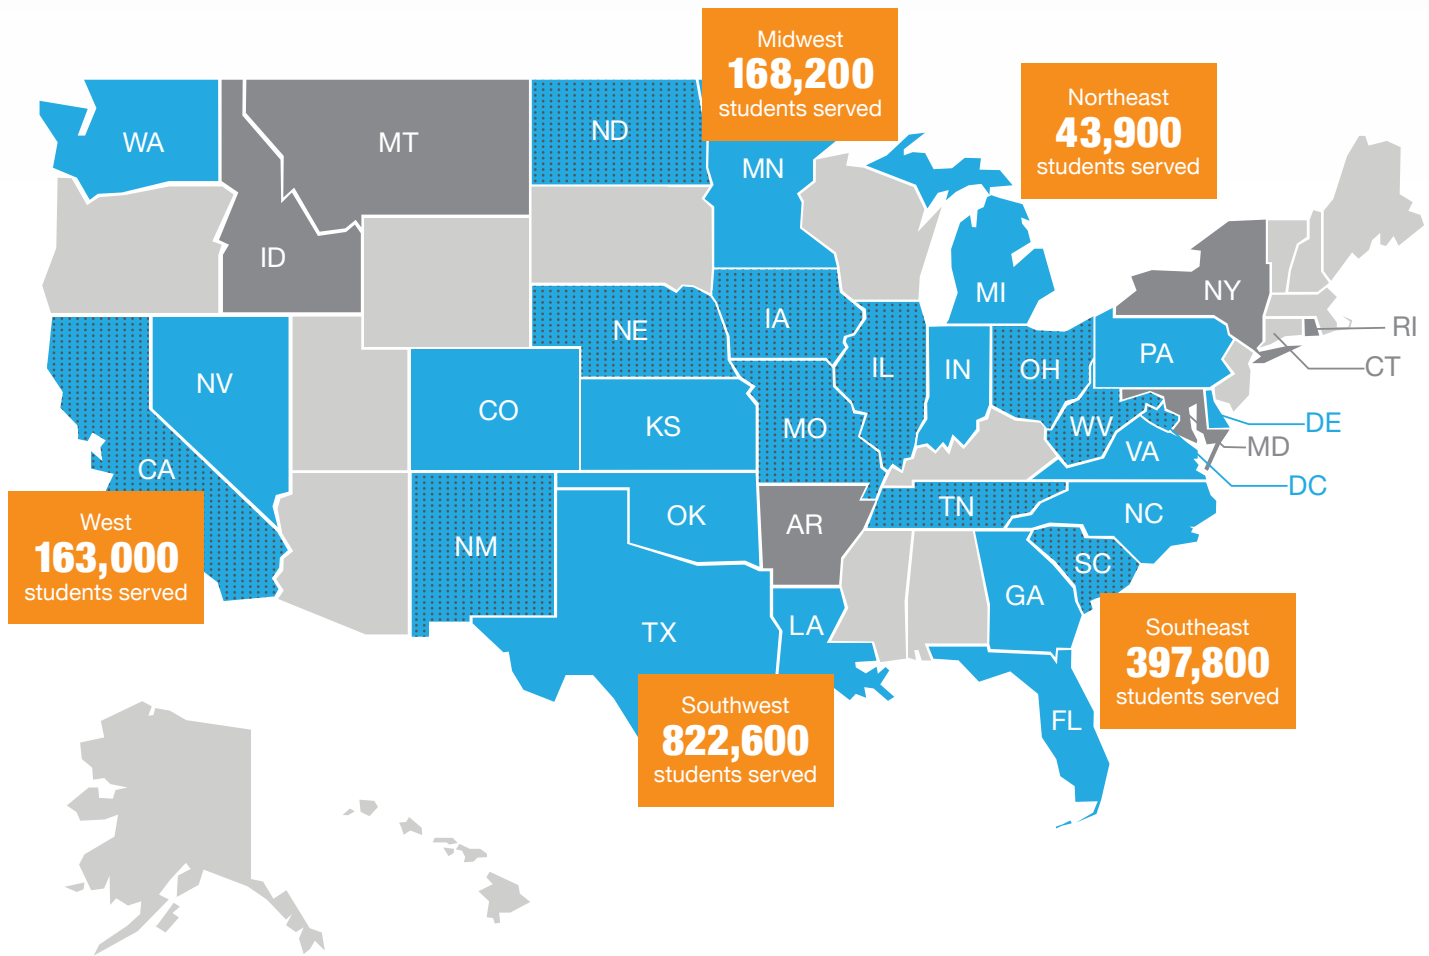 Midwest
168,200
students served
Northeast
43,900
students served
WA
MT
ND
MN
ID
MI
NY
NE
IA
RI
PA
CT
NV
IL
IN
OH
CO
KS
MO
WV
DE
MD
VA
CA
DC
West
163,000
students served
OK
AR
TN
NC
NM
SC
GA
TX
LA
Southeast
397,800
students served
Southwest
822,600
students served
FL